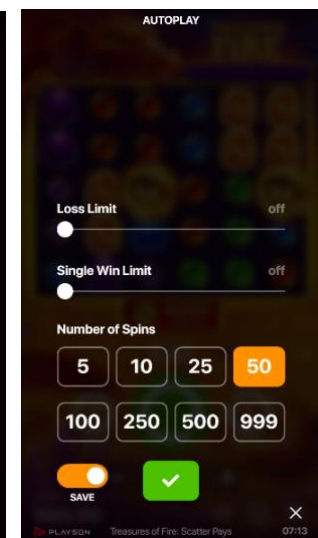 AUTOPLAY
Loss Limit off
Single Win Limit off
Number of Spins
5 10 25 50
100 250 500 999
SAVE
PLAYSON Treasures of Fire: Scatter Pays 07:13